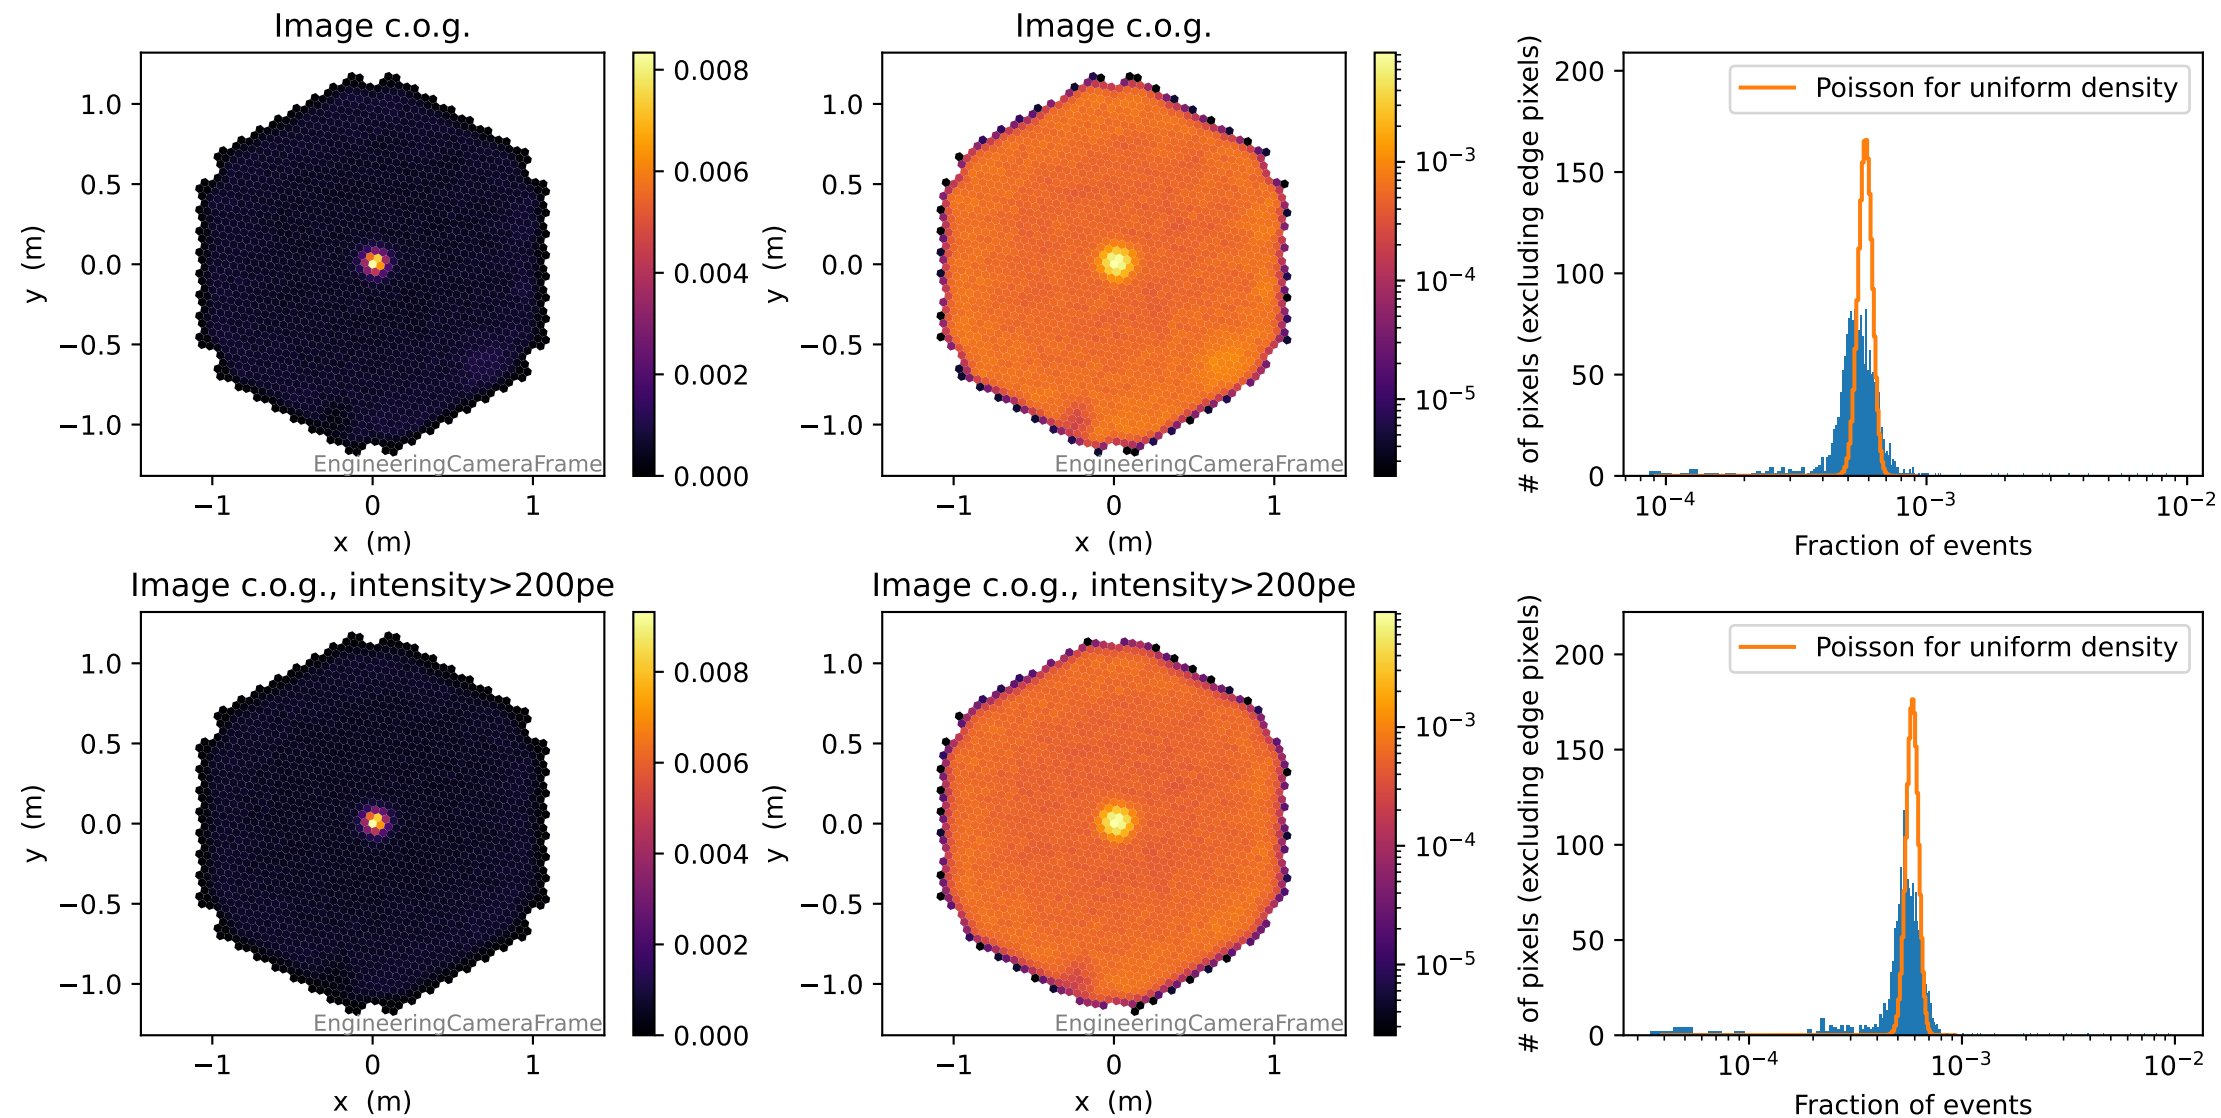 Image c.o.g.
1.0
0.5
0.0
−0.5
−1.0
y (m)
−1
0
1
x (m)
EngineeringCameraFrame
0.008
0.006
0.004
0.002
0.000
Image c.o.g.
1.0
0.5
0.0
−0.5
−1.0
y (m)
−1
0
1
x (m)
EngineeringCameraFrame
10⁻³
10⁻⁴
10⁻⁵
Poisson for uniform density
# of pixels (excluding edge pixels)
200
150
100
50
0
10⁻⁴
10⁻³
10⁻²
Fraction of events
Image c.o.g., intensity>200pe
1.0
0.5
0.0
−0.5
−1.0
y (m)
−1
0
1
x (m)
EngineeringCameraFrame
0.008
0.006
0.004
0.002
0.000
Image c.o.g., intensity>200pe
1.0
0.5
0.0
−0.5
−1.0
y (m)
−1
0
1
x (m)
EngineeringCameraFrame
10⁻³
10⁻⁴
10⁻⁵
Poisson for uniform density
# of pixels (excluding edge pixels)
200
150
100
50
0
10⁻⁴
10⁻³
10⁻²
Fraction of events